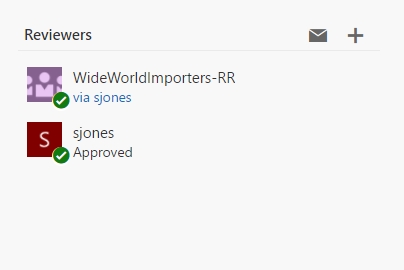 Reviewers
WideWorldImporters-RR
via sjones
S
sjones
Approved